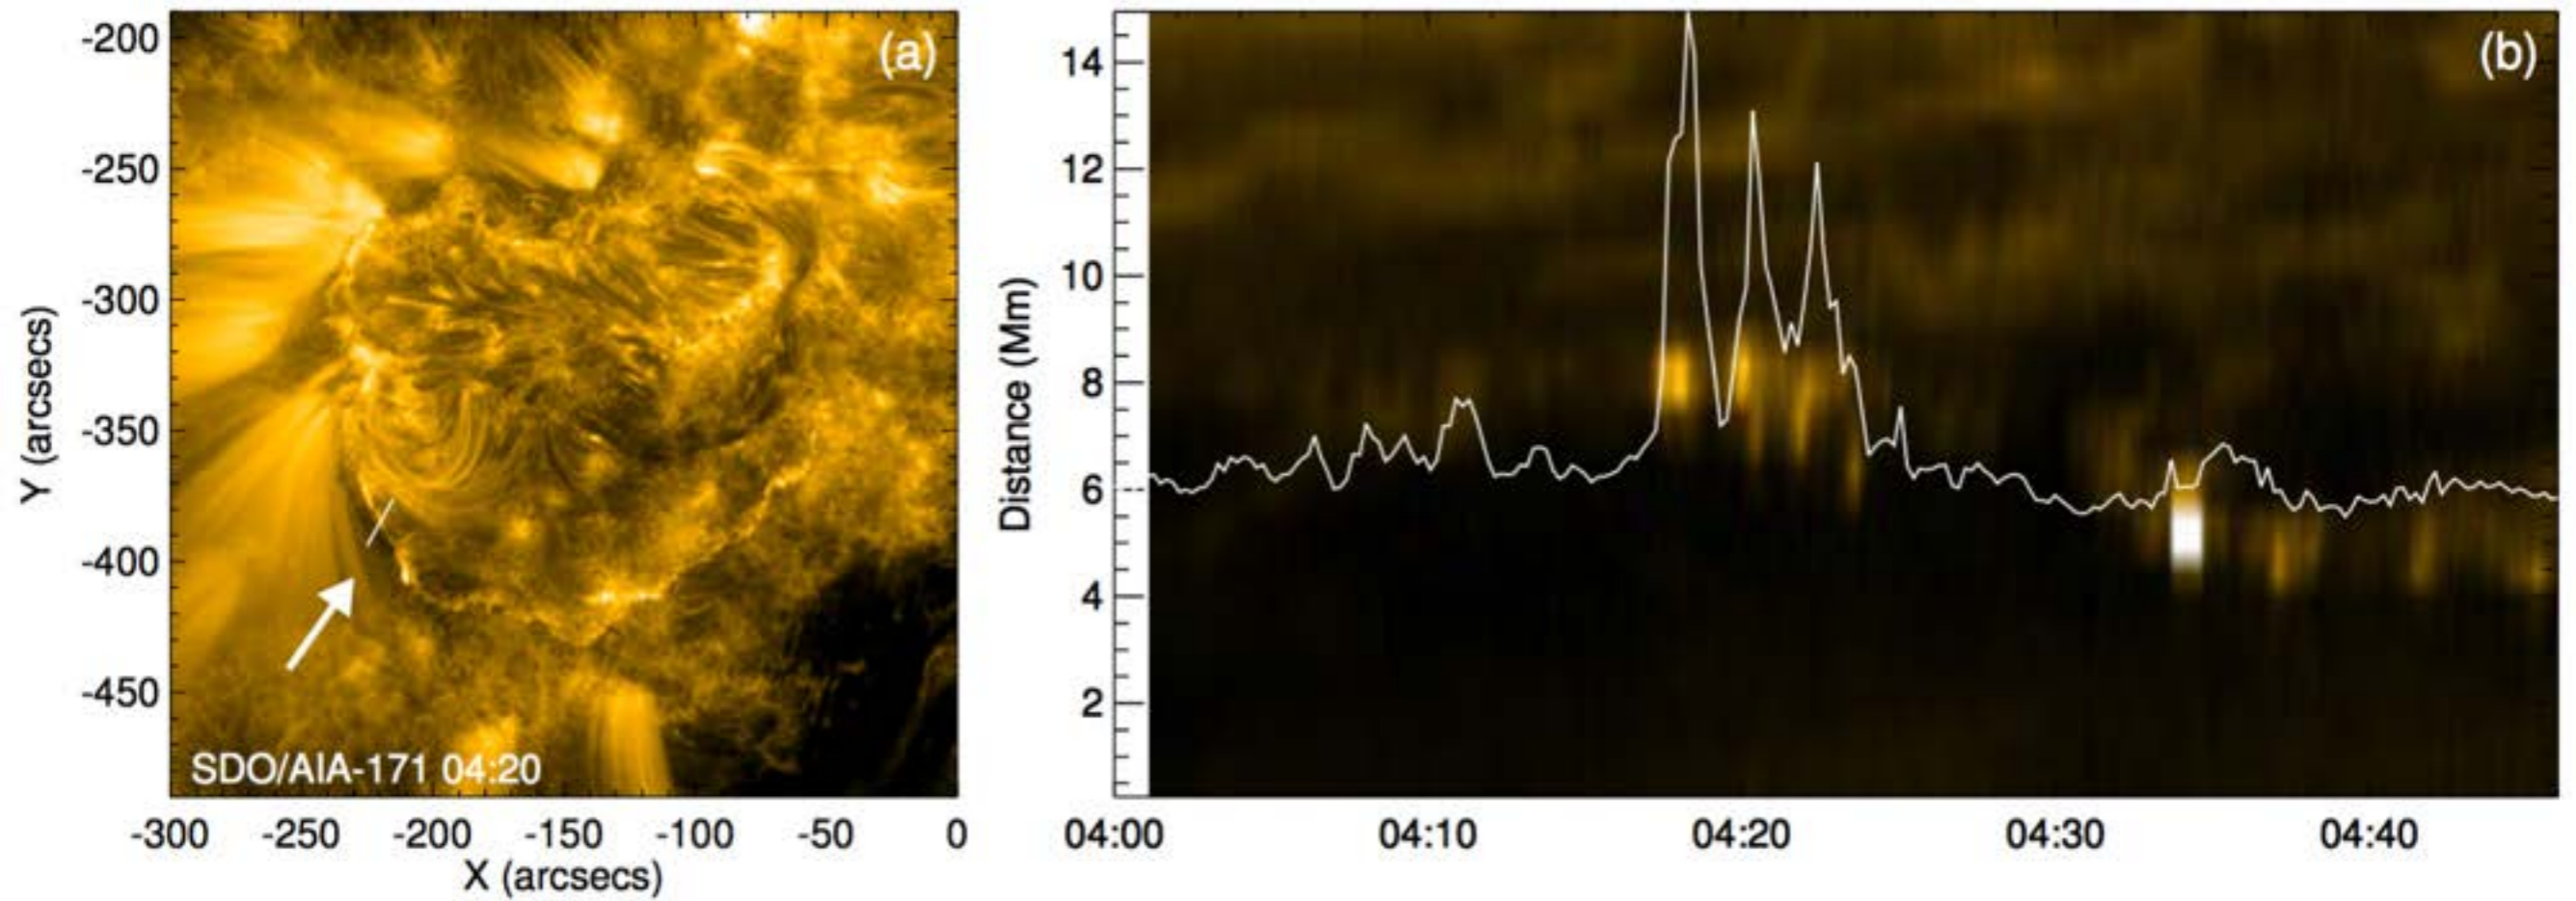 (a)
-200
-250
-300
-350
-400
-450
Y (arcsecs)
SDO/AIA-171 04:20
-300 -250 -200 -150 -100 -50 0
X (arcsecs)
(b)
14
12
10
8
6
4
2
Distance (Mm)
04:00 04:10 04:20 04:30 04:40